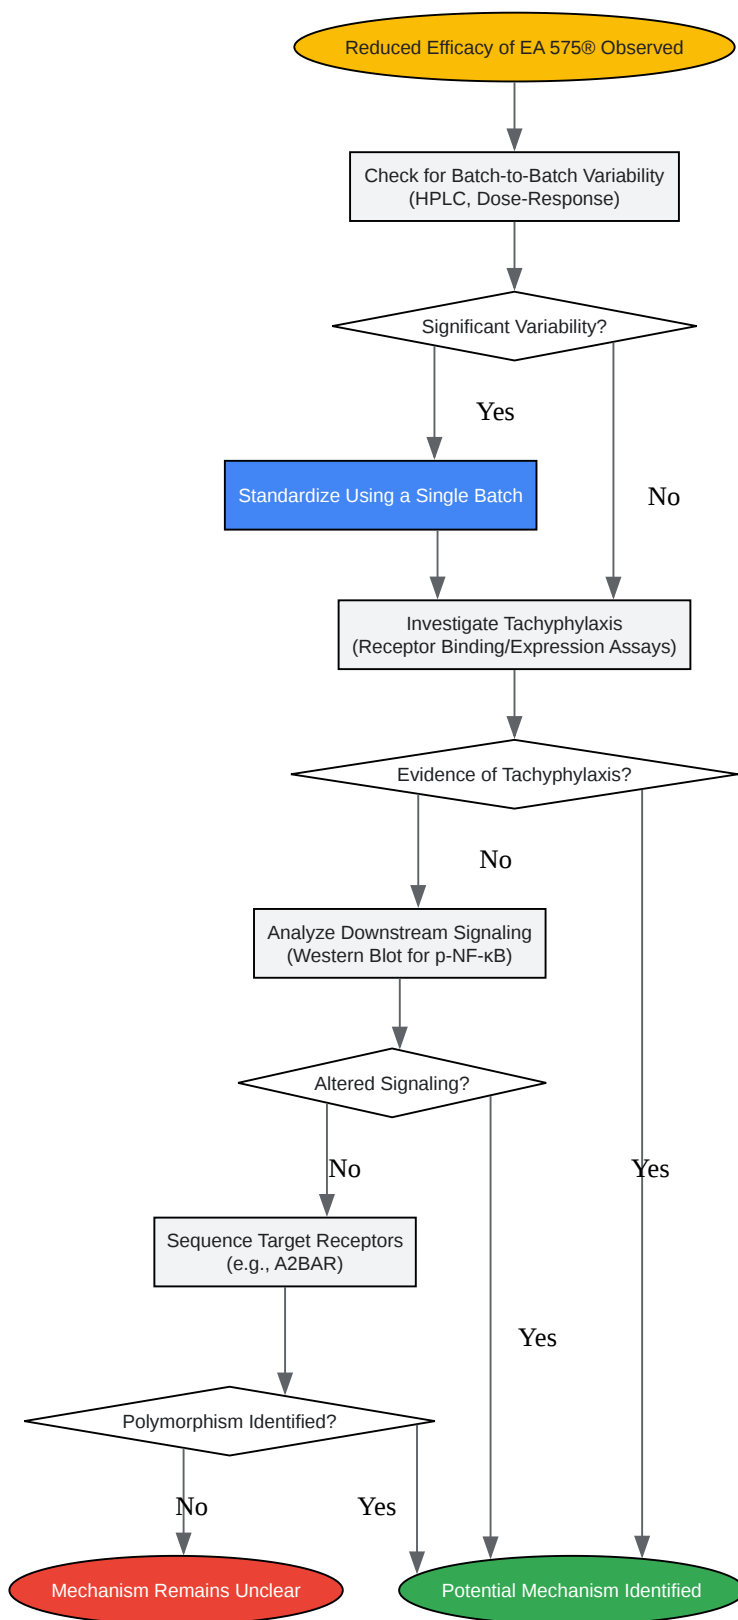 Reduced Efficacy of EA 575® Observed
Check for Batch-to-Batch Variability
(HPLC, Dose-Response)
Significant Variability?
Yes
Standardize Using a Single Batch
No
Investigate Tachyphylaxis
(Receptor Binding/Expression Assays)
Evidence of Tachyphylaxis?
No
Analyze Downstream Signaling
(Western Blot for p-NF-κB)
Altered Signaling?
No
Yes
Sequence Target Receptors
(e.g., A2BAR)
Yes
Polymorphism Identified?
No
Yes
Mechanism Remains Unclear
Potential Mechanism Identified